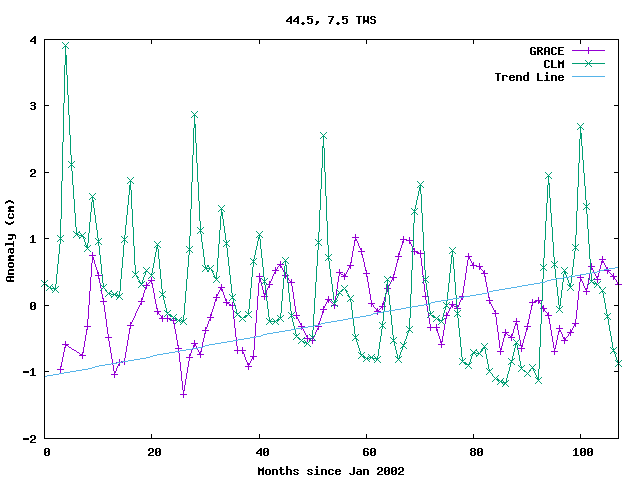 44.5, 7.5 TWS
GRACE
CLM
Trend Line
4
3
2
1
0
-1
-2
Anomaly (cm)
0 20 40 60 80 100
Months since Jan 2002